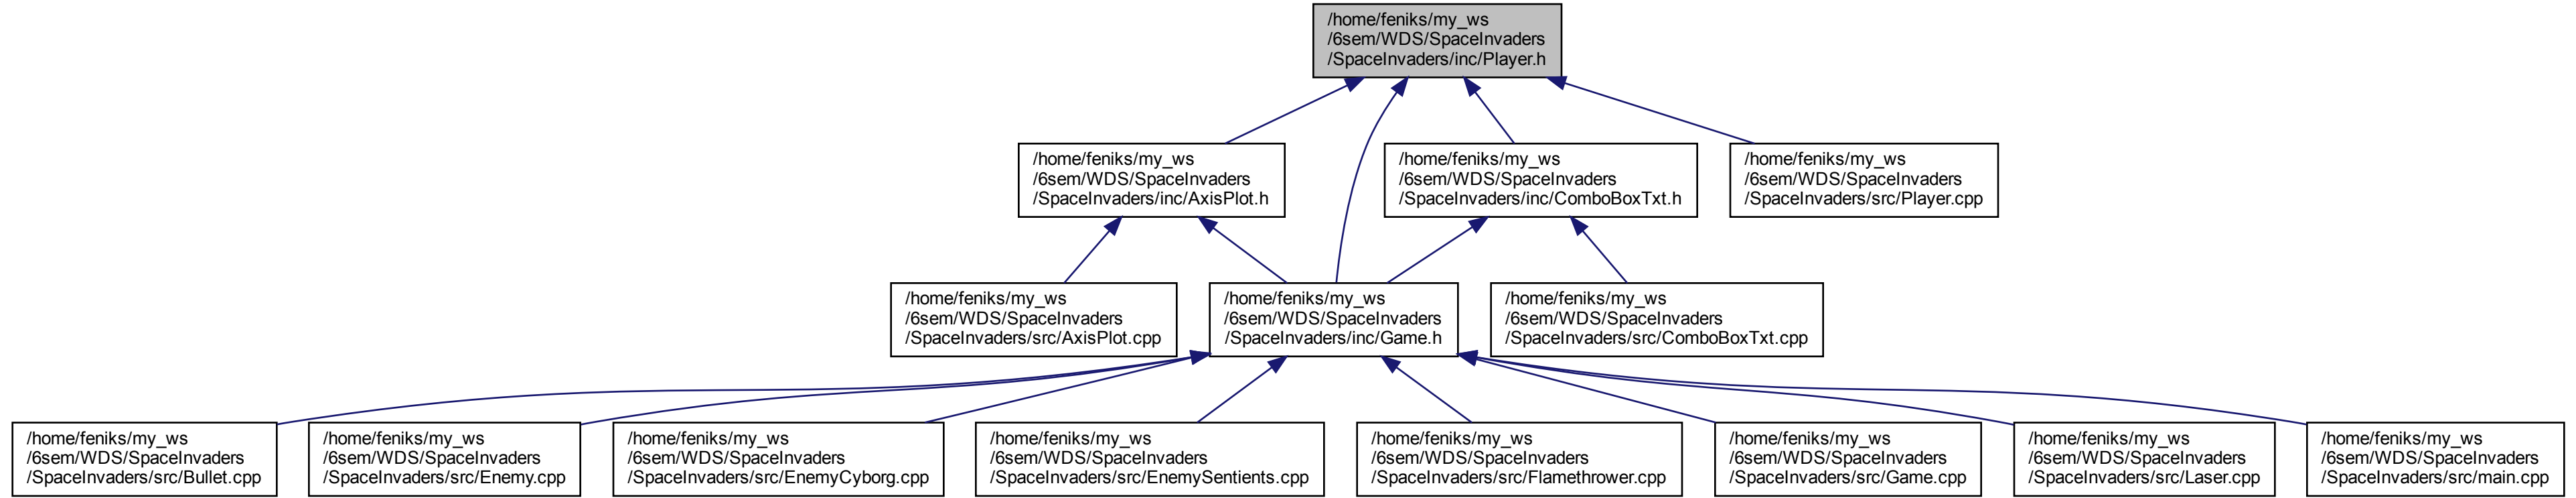 /home/feniks/my_ws
/6sem/WDS/SpaceInvaders
/SpaceInvaders/inc/Player.h
/home/feniks/my_ws
/6sem/WDS/SpaceInvaders
/SpaceInvaders/inc/AxisPlot.h
/home/feniks/my_ws
/6sem/WDS/SpaceInvaders
/SpaceInvaders/inc/ComboBoxTxt.h
/home/feniks/my_ws
/6sem/WDS/SpaceInvaders
/SpaceInvaders/src/Player.cpp
/home/feniks/my_ws
/6sem/WDS/SpaceInvaders
/SpaceInvaders/src/AxisPlot.cpp
/home/feniks/my_ws
/6sem/WDS/SpaceInvaders
/SpaceInvaders/inc/Game.h
/home/feniks/my_ws
/6sem/WDS/SpaceInvaders
/SpaceInvaders/src/ComboBoxTxt.cpp
/home/feniks/my_ws
/6sem/WDS/SpaceInvaders
/SpaceInvaders/src/Bullet.cpp
/home/feniks/my_ws
/6sem/WDS/SpaceInvaders
/SpaceInvaders/src/Enemy.cpp
/home/feniks/my_ws
/6sem/WDS/SpaceInvaders
/SpaceInvaders/src/EnemyCyborg.cpp
/home/feniks/my_ws
/6sem/WDS/SpaceInvaders
/SpaceInvaders/src/EnemySentients.cpp
/home/feniks/my_ws
/6sem/WDS/SpaceInvaders
/SpaceInvaders/src/Flamethrower.cpp
/home/feniks/my_ws
/6sem/WDS/SpaceInvaders
/SpaceInvaders/src/Game.cpp
/home/feniks/my_ws
/6sem/WDS/SpaceInvaders
/SpaceInvaders/src/Laser.cpp
/home/feniks/my_ws
/6sem/WDS/SpaceInvaders
/SpaceInvaders/src/main.cpp